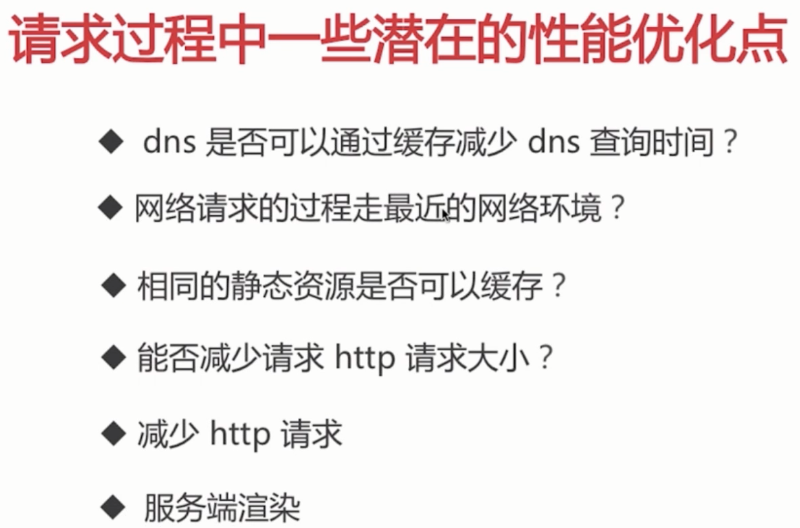 请求过程中一些潜在的性能优化点
◆ dns 是否可以通过缓存减少 dns 查询时间？
◆ 网络请求的过程走最近的网络环境？
◆ 相同的静态资源是否可以缓存？
◆ 能否减少请求 http 请求大小？
◆ 减少 http 请求
◆ 服务端渲染